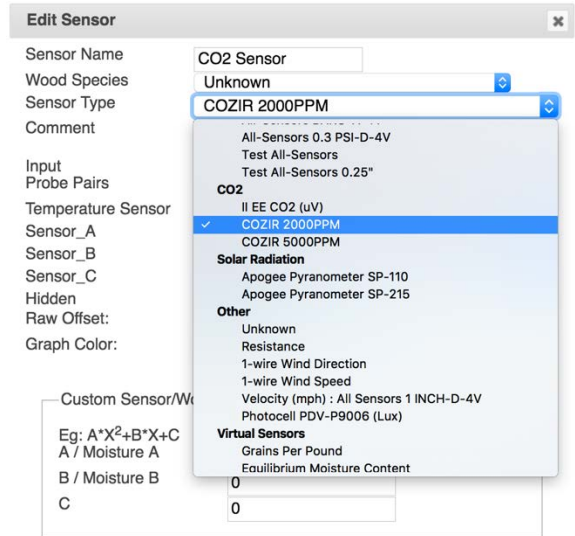 Edit Sensor
Sensor Name CO2 Sensor
Wood Species Unknown
Sensor Type COZIR 2000PPM
Comment
Input
Probe Pairs
Temperature Sensor
Sensor_A
Sensor_B
Sensor_C
Hidden
Raw Offset:
Graph Color:
All-Sensors 0.3 PSI-D-4V
Test All-Sensors
Test All-Sensors 0.25"
CO2
II EE CO2 (uV)
✓ COZIR 2000PPM
COZIR 5000PPM
Solar Radiation
Apogee Pyranometer SP-110
Apogee Pyranometer SP-215
Other
Unknown
Resistance
1-wire Wind Direction
1-wire Wind Speed
Velocity (mph) : All Sensors 1 INCH-D-4V
Photocell PDV-P9006 (Lux)
Virtual Sensors
Grains Per Pound
Equilibrium Moisture Content
Custom Sensor/Wo
Eg: A*X²+B*X+C
A / Moisture A
B / Moisture B 0
C 0